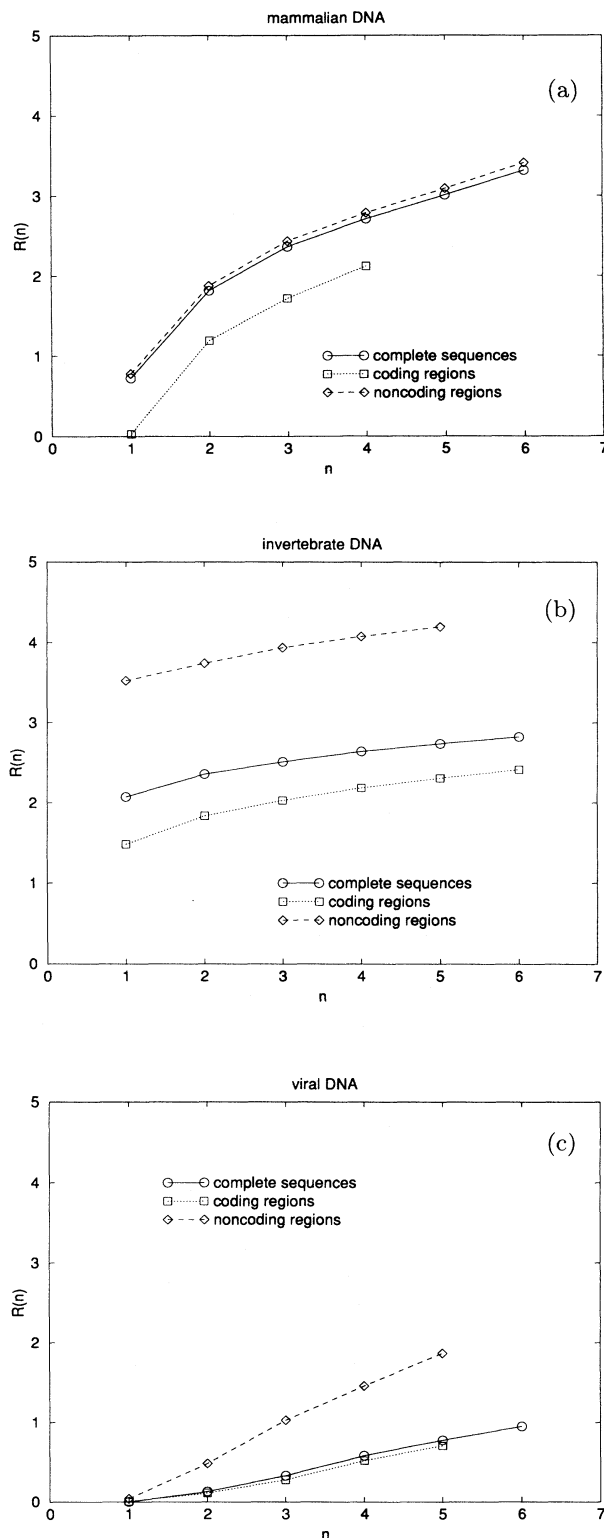 mammalian DNA
5
(a)
4
3
R(n)
2
complete sequences
coding regions
1
noncoding regions
0
0 1 2 3 4 5 6 7
n
invertebrate DNA
5
(b)
4
3
R(n)
2
complete sequences
1
coding regions
noncoding regions
0
0 1 2 3 4 5 6 7
n
viral DNA
5
(c)
4
complete sequences
coding regions
noncoding regions
3
R(n)
2
1
0
0 1 2 3 4 5 6 7
n